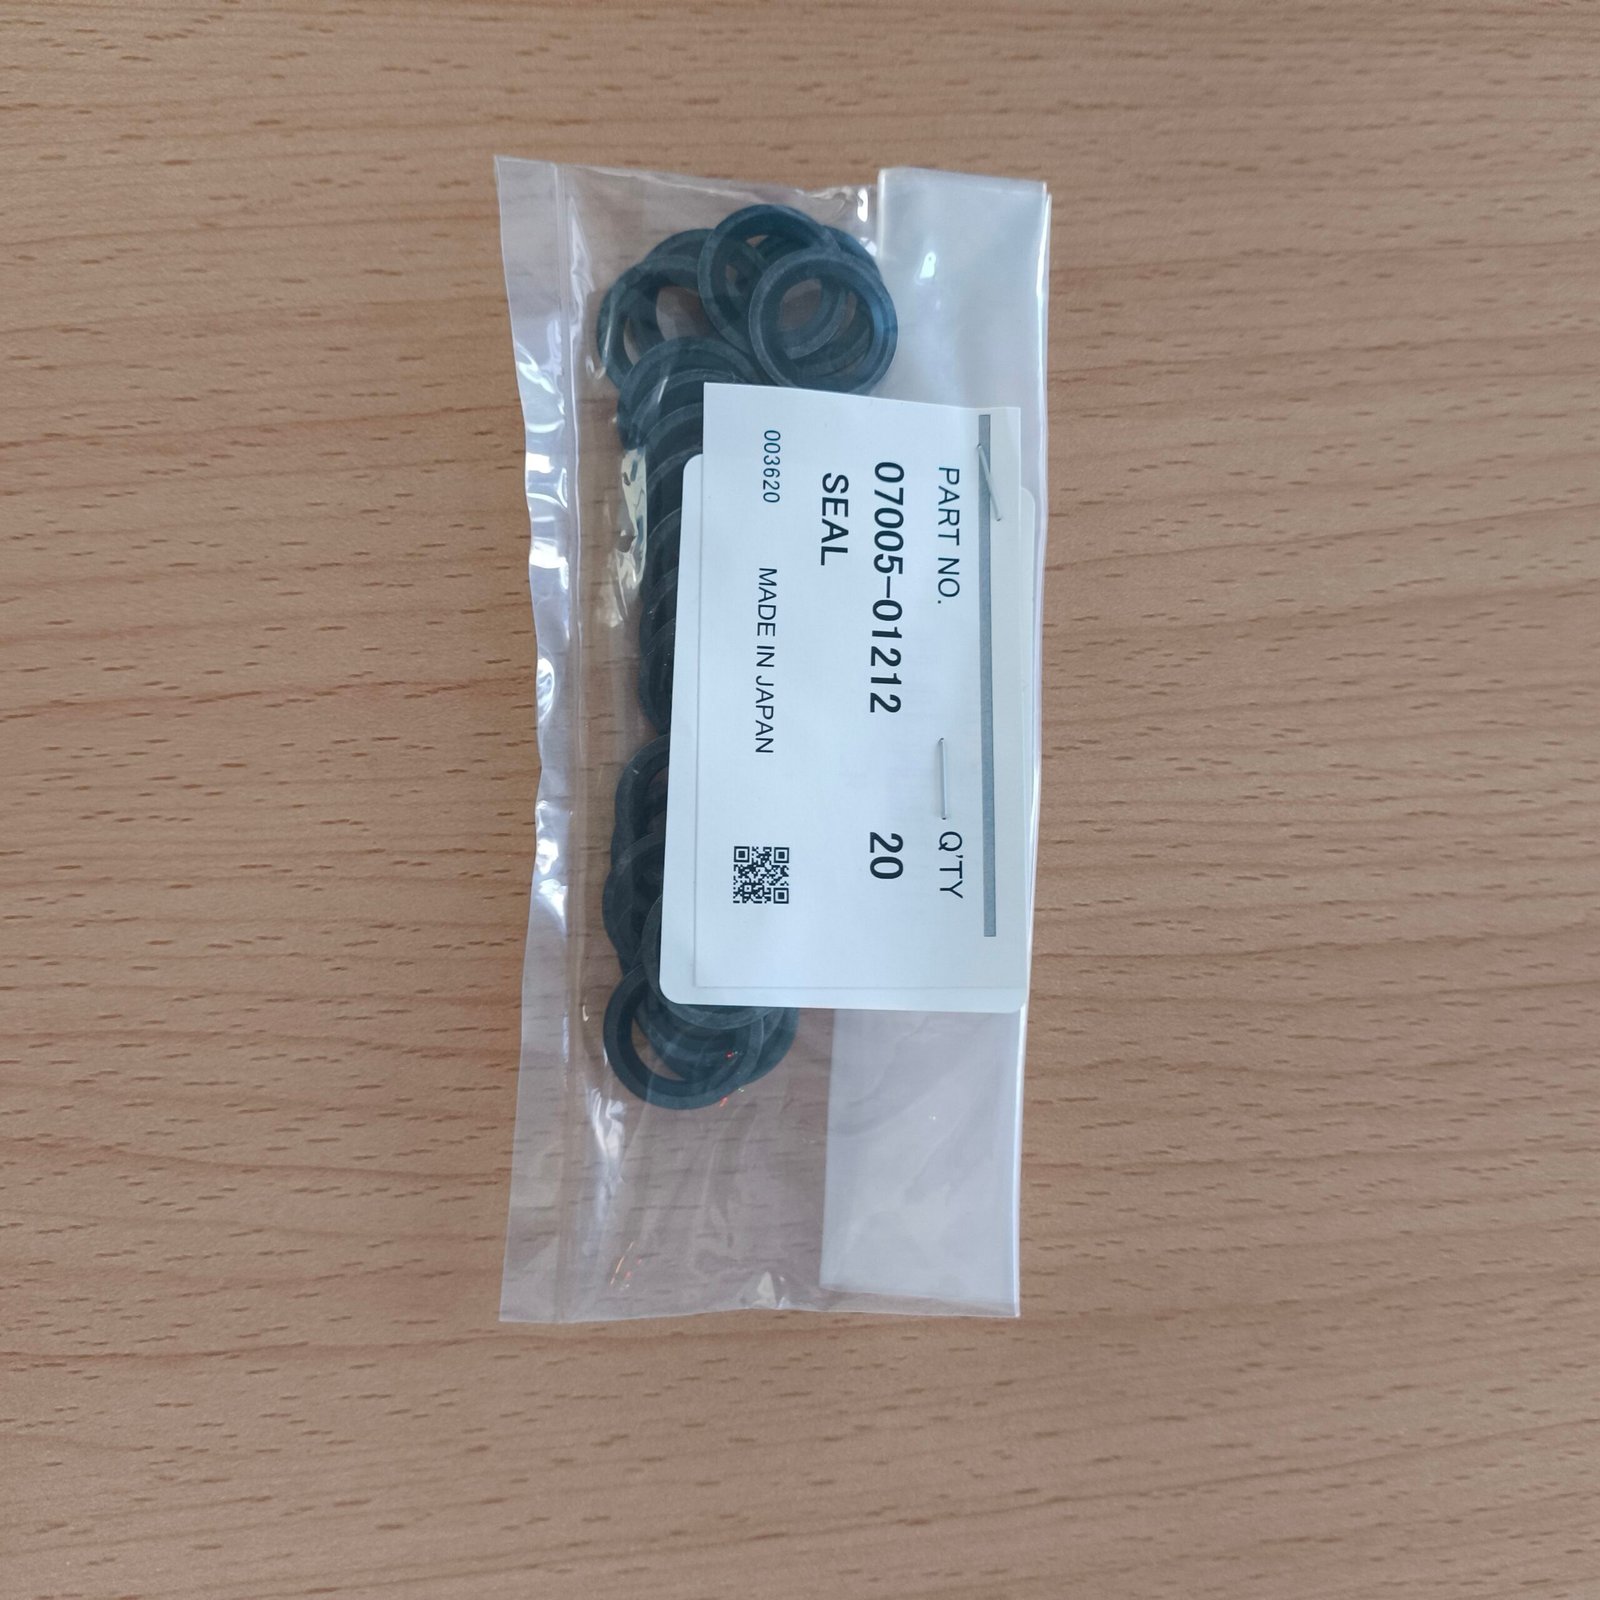 PART NO. Q'TY
07005-01212 20
SEAL
003620 MADE IN JAPAN